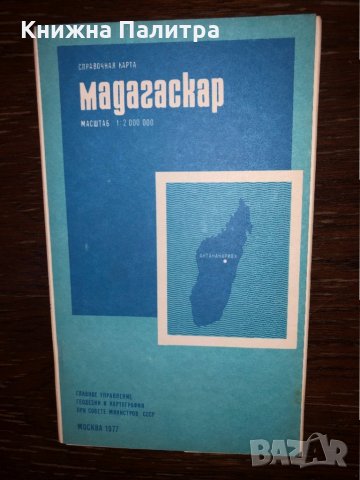 Книжна Палитра
СПРАВОЧНАЯ КАРТА
Мадагаскар
МАСШТАБ 1:2 000 000
АНТАНАНАРИВУ
ГЛАВНОЕ УПРАВЛЕНИЕ
ГЕОДЕЗИИ И КАРТОГРАФИИ
ПРИ СОВЕТЕ МИНИСТРОВ СССР
МОСКВА 1977
BAZAR
bg